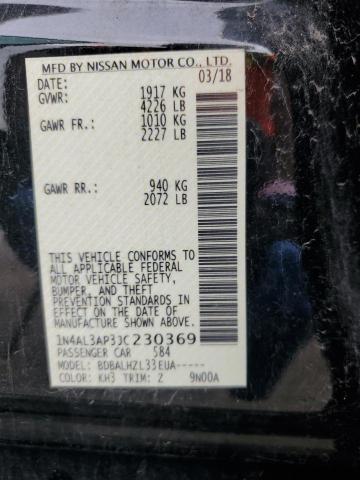 MFD BY NISSAN MOTOR CO., LTD.
DATE: 03/18
GVWR: 1917 KG
4226 LB
GAWR FR.: 1010 KG
2227 LB
GAWR RR.: 940 KG
2072 LB
THIS VEHICLE CONFORMS TO
ALL APPLICABLE FEDERAL
MOTOR VEHICLE SAFETY,
BUMPER, AND THEFT
PREVENTION STANDARDS
IN EFFECT ON THE DATE OF
MANUFACTURE SHOWN ABOVE.
1N4AL3AP3JC230369
PASSENGER CAR 584
MODEL: BDBALHZL33EUA-----
COLOR: KH3 TRIM: 2 9N00A